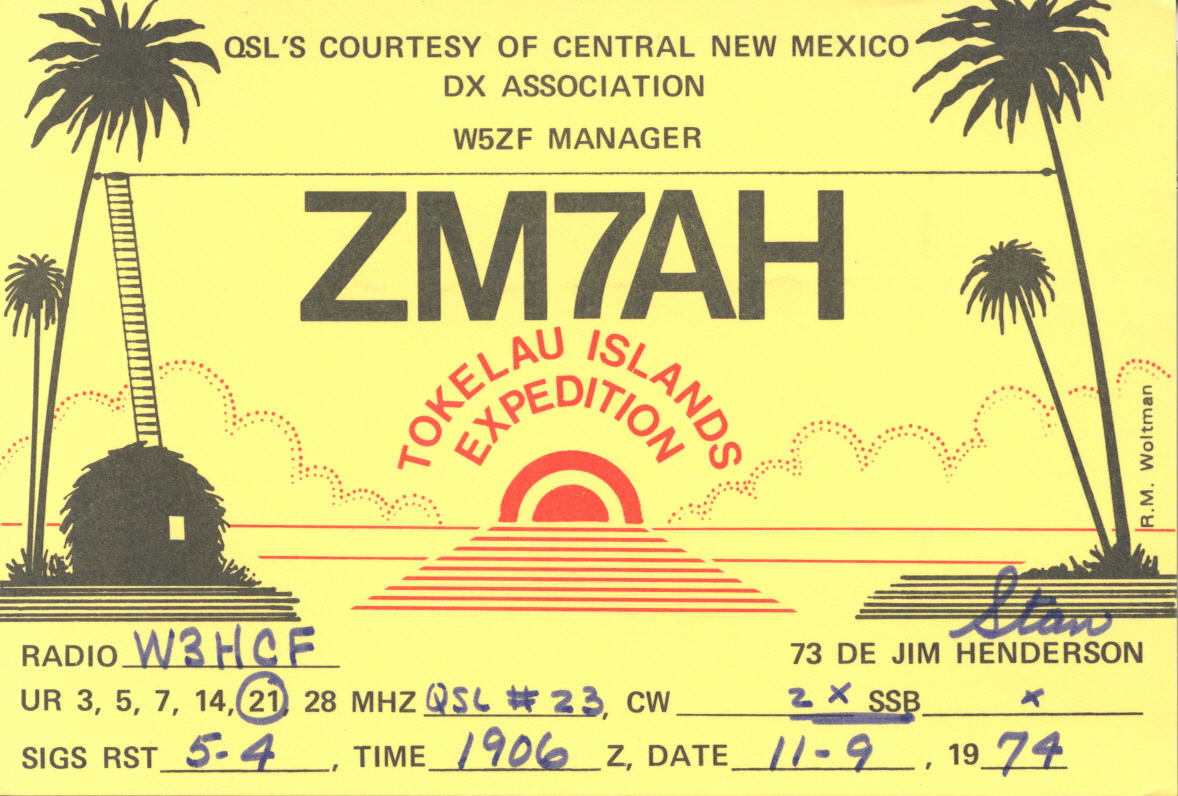 QSL'S COURTESY OF CENTRAL NEW MEXICO
DX ASSOCIATION
W5ZF MANAGER
ZM7AH
TOKELAU ISLANDS
EXPEDITION
R.M. Woltman
Stan
RADIO W3HCF 73 DE JIM HENDERSON
UR 3, 5, 7, 14, 21, 28 MHZ QSL # 23, CW 2 X SSB x
SIGS RST 5-4, TIME 1906 Z, DATE 11-9, 19 74